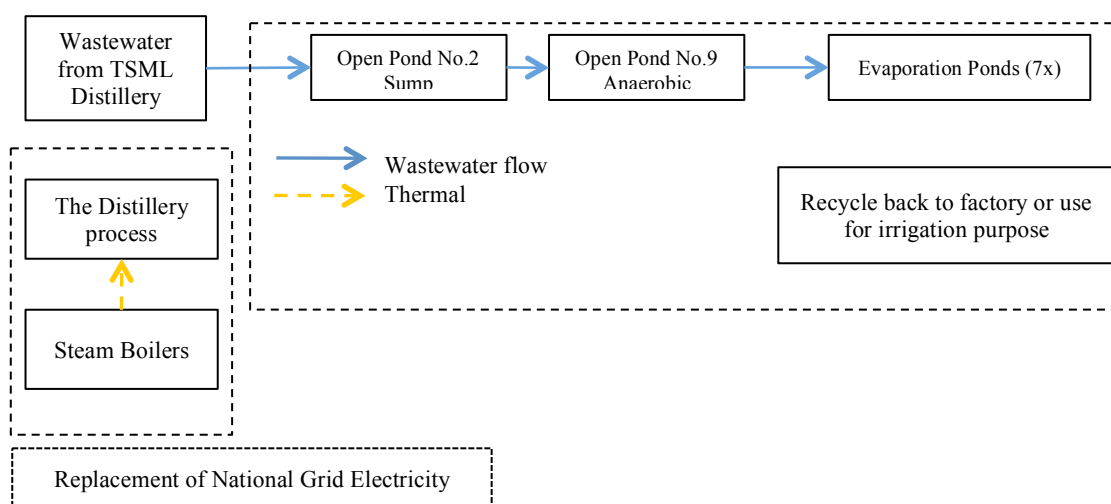 Wastewater
from TSML
Distillery
Open Pond No.2
Sump
Open Pond No.9
Anaerobic
Evaporation Ponds (7x)
Wastewater flow
Thermal
The Distillery
process
Recycle back to factory or use
for irrigation purpose
Steam Boilers
Replacement of National Grid Electricity